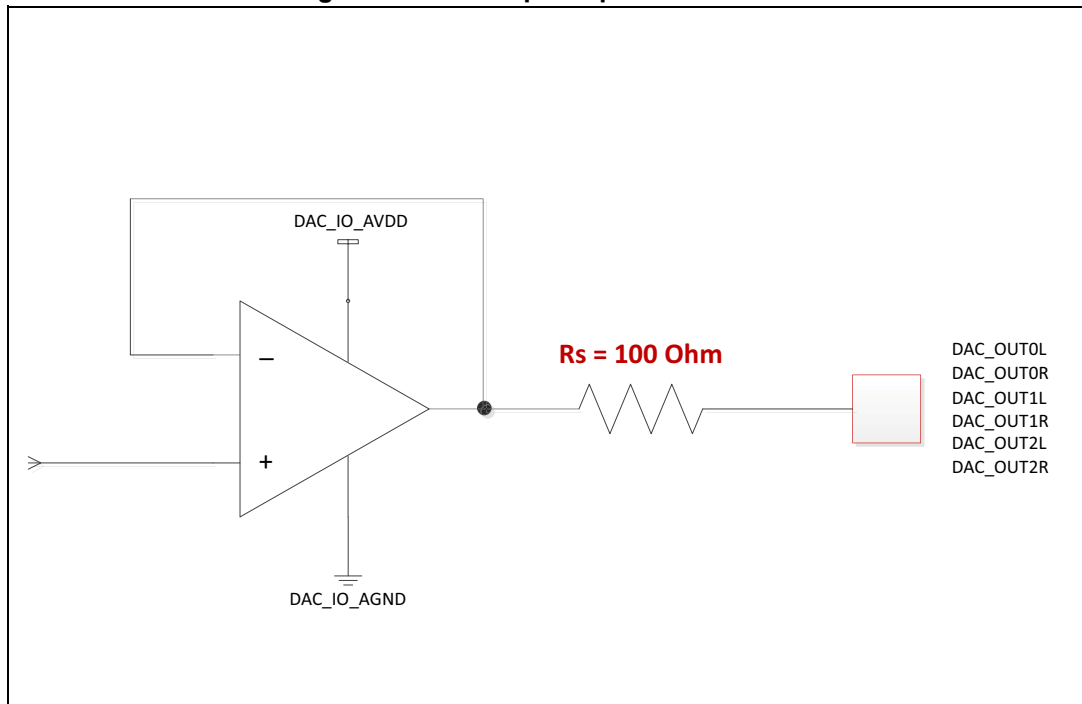 DAC_IO_AVDD
−
+
DAC_IO_AGND
Rs = 100 Ohm
DAC_OUT0L
DAC_OUT0R
DAC_OUT1L
DAC_OUT1R
DAC_OUT2L
DAC_OUT2R